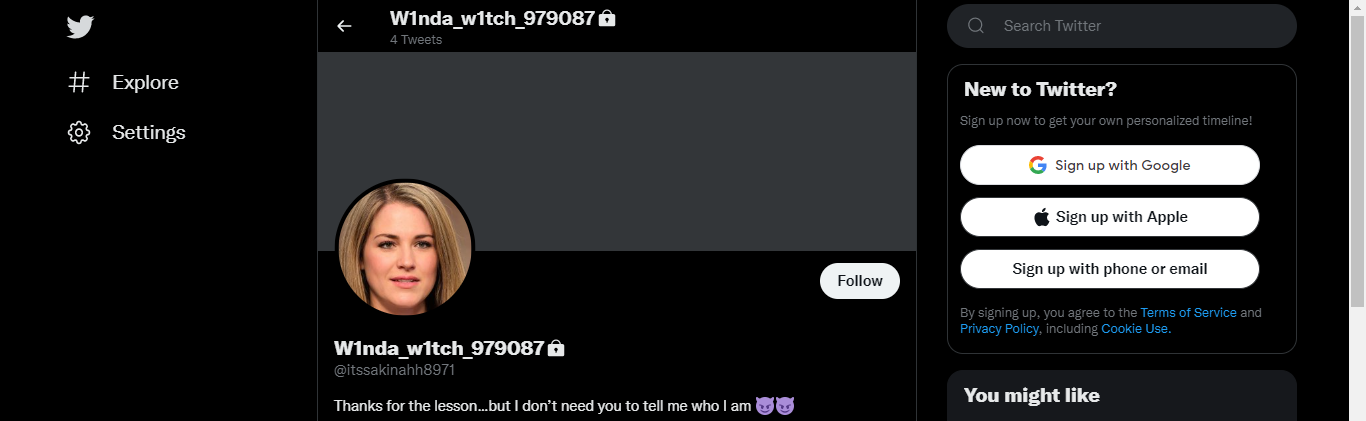 Explore
Settings
W1nda_w1tch_979087
4 Tweets
Follow
W1nda_w1tch_979087
@itssakinahh8971
Thanks for the lesson...but I don’t need you to tell me who I am 😈😈
Search Twitter
New to Twitter?
Sign up now to get your own personalized timeline!
Sign up with Google
Sign up with Apple
Sign up with phone or email
By signing up, you agree to the Terms of Service and
Privacy Policy, including Cookie Use.
You might like